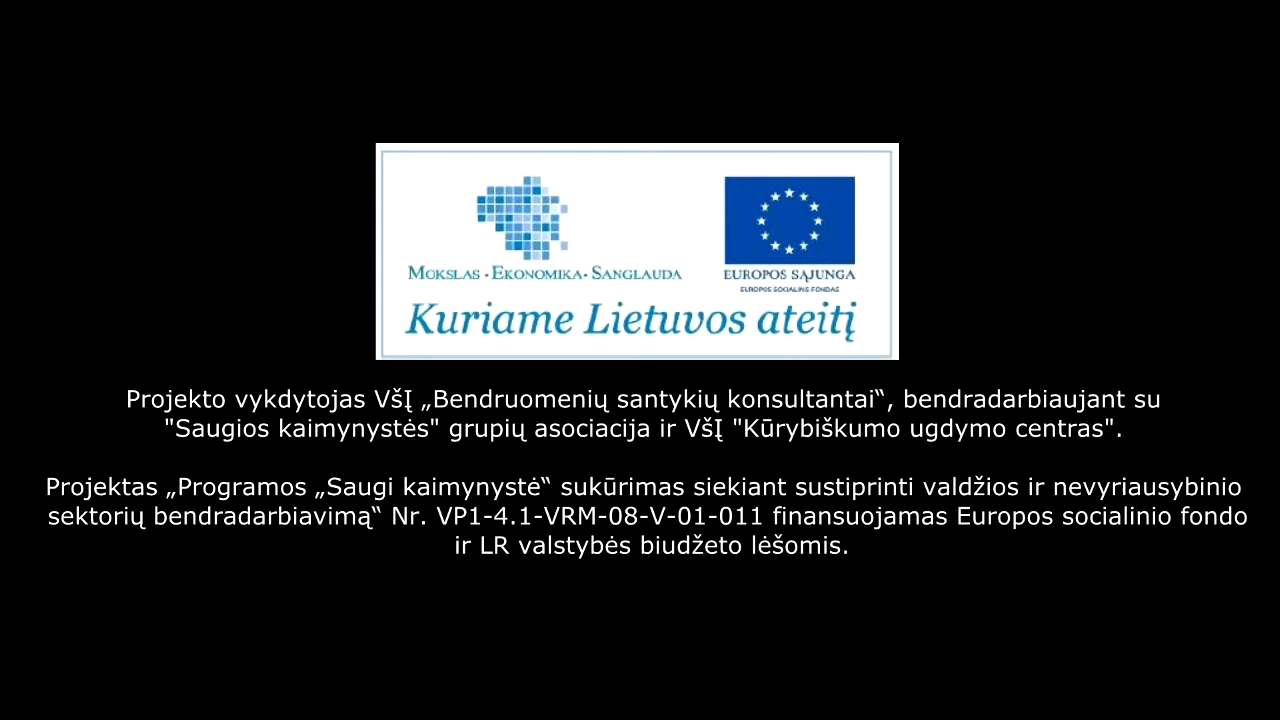 MOKSLAS • EKONOMIKA • SANGLAUDA
EUROPOS SĄJUNGA
EUROPOS SOCIALINIS FONDAS
Kuriame Lietuvos ateitį
Projekto vykdytojas VšĮ „Bendruomenių santykių konsultantai“, bendradarbiaujant su
"Saugios kaimynystės" grupių asociacija ir VšĮ "Kūrybiškumo ugdymo centras".
Projektas „Programos „Saugi kaimynystė“ sukūrimas siekiant sustiprinti valdžios ir nevyriausybinio
sektorių bendradarbiavimą“ Nr. VP1-4.1-VRM-08-V-01-011 finansuojamas Europos socialinio fondo
ir LR valstybės biudžeto lėšomis.